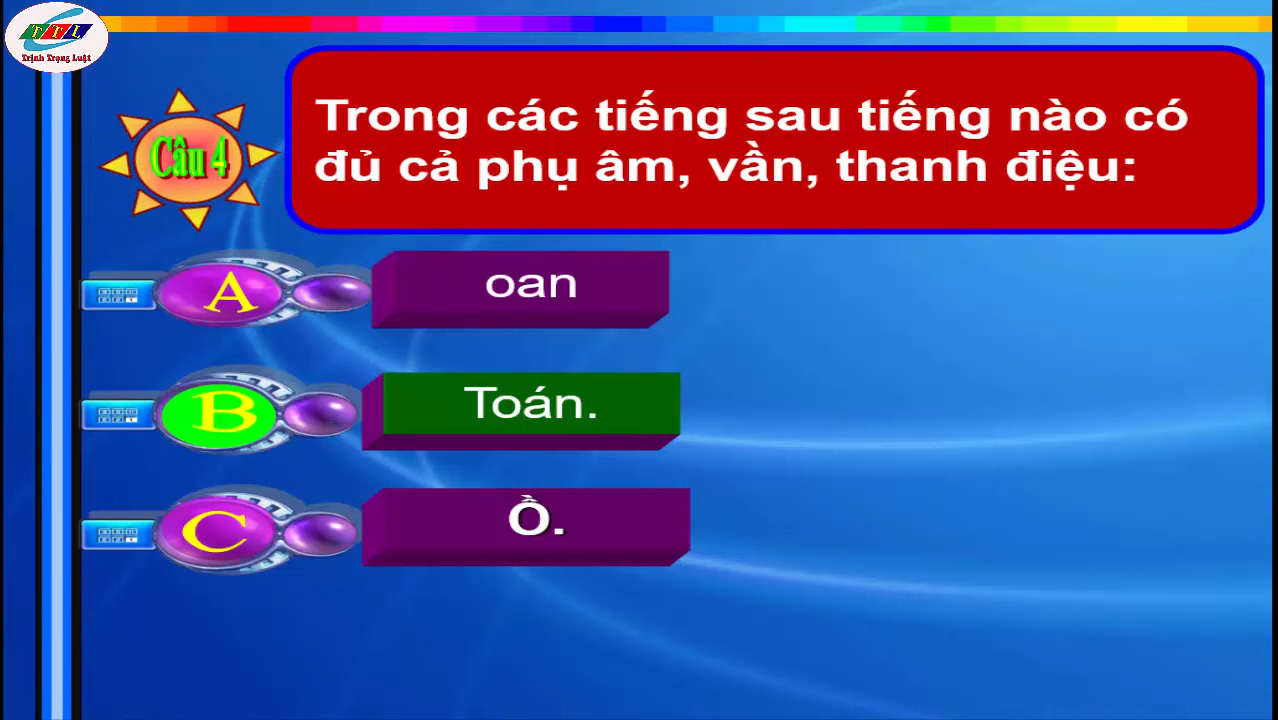 TTL
Trịnh Trọng Luật
Câu 4
Trong các tiếng sau tiếng nào có
đủ cả phụ âm, vần, thanh điệu:
A
oan
B
Toán.
C
Ồ.